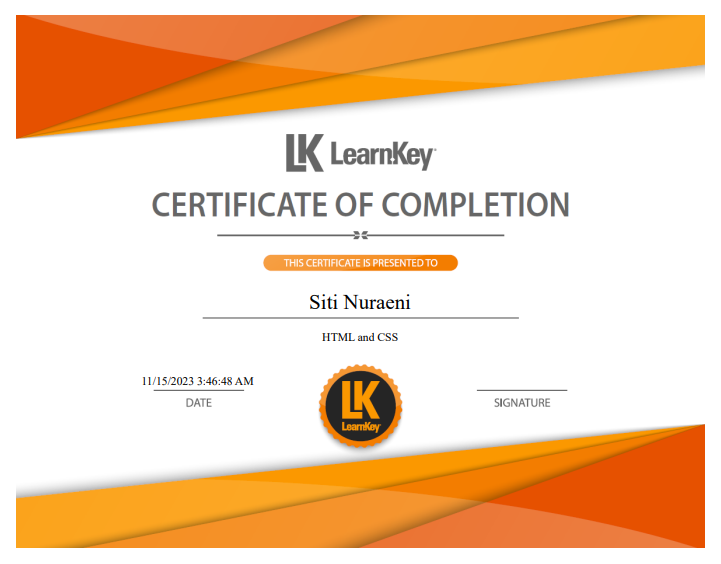 LK LearnKey
CERTIFICATE OF COMPLETION
THIS CERTIFICATE IS PRESENTED TO
Siti Nuraeni
HTML and CSS
11/15/2023 3:46:48 AM
DATE
LK
LearnKey
SIGNATURE